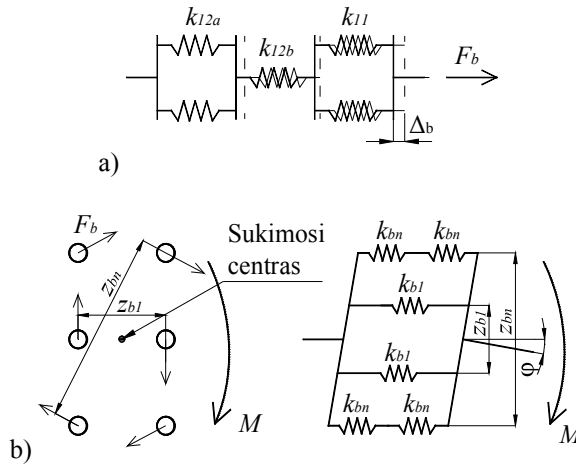 k12a
k12b
k11
Fb
Δb
a)
Fb
zbn
zb1
Sukimosi
centras
M
b)
kbn
kbn
kb1
kb1
kbn
kbn
zb1
zbn
φ
M